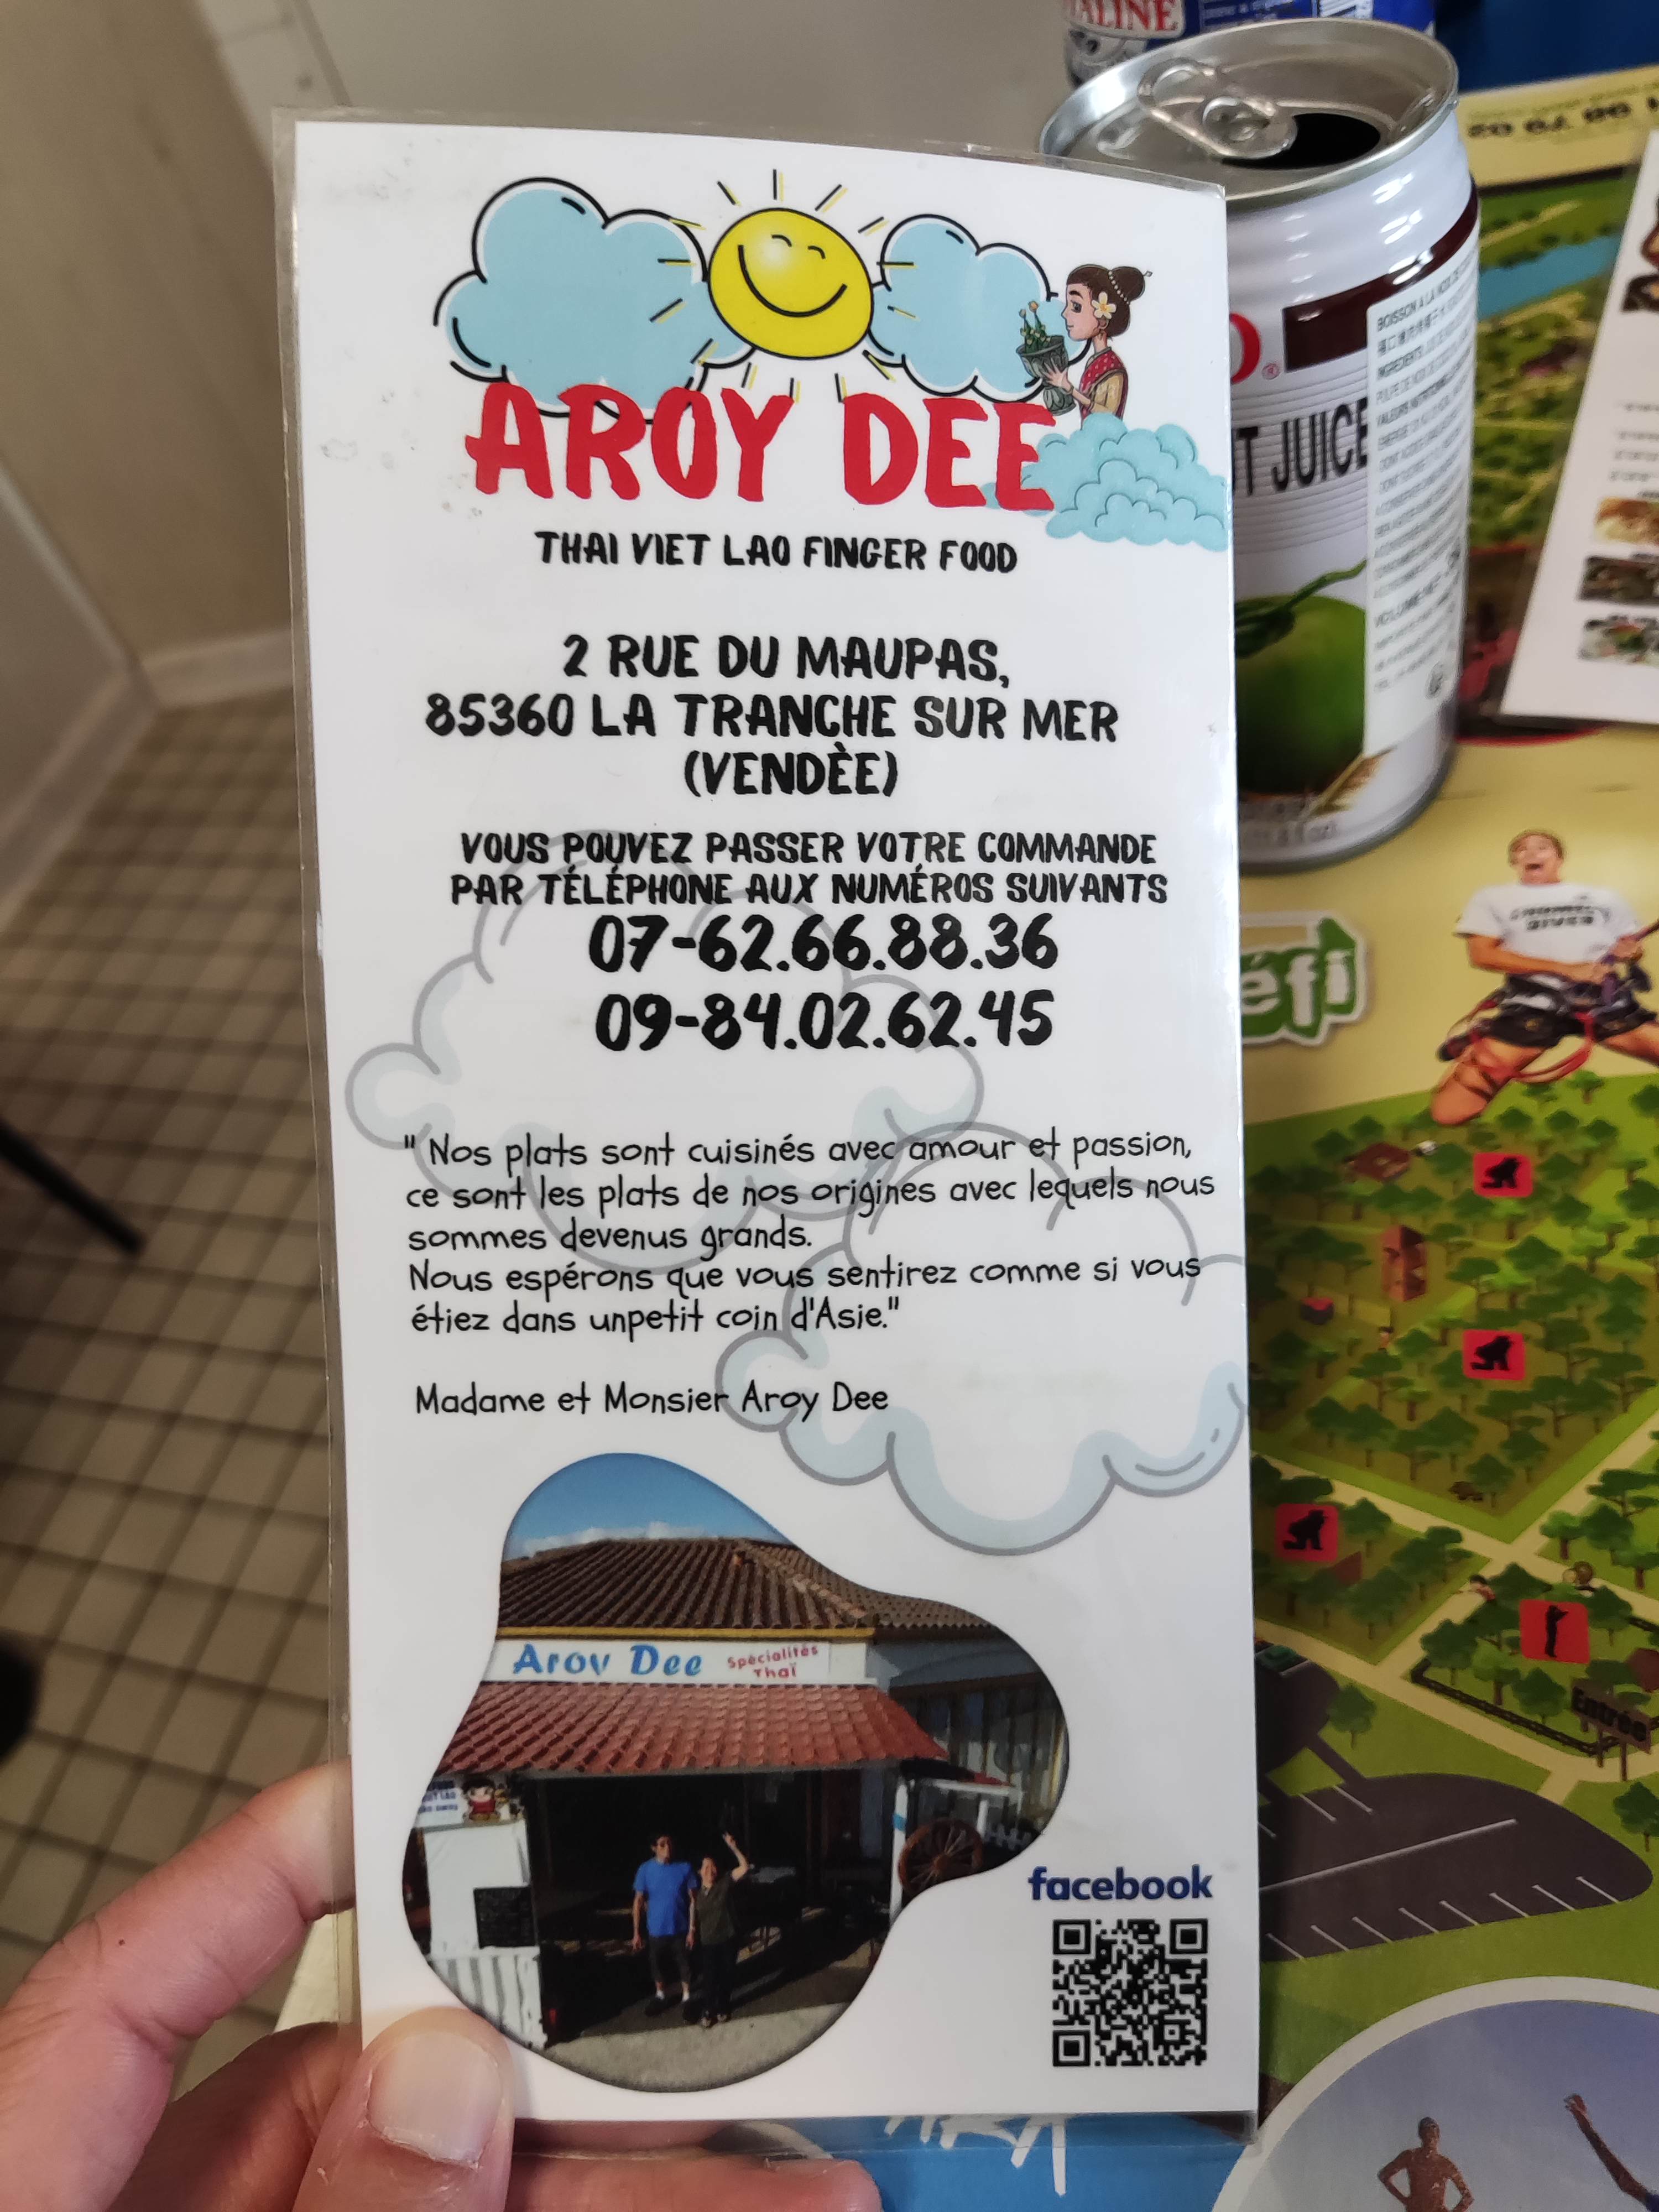 AROY DEE
THAI VIET LAO FINGER FOOD
2 RUE DU MAUPAS,
85360 LA TRANCHE SUR MER
(VENDÈE)
VOUS POUVEZ PASSER VOTRE COMMANDE
PAR TÉLÉPHONE AUX NUMÉROS SUIVANTS
07-62.66.88.36
09-84.02.62.45
" Nos plats sont cuisinés avec amour et passion,
ce sont les plats de nos origines avec lequels nous
sommes devenus grands.
Nous espérons que vous sentirez comme si vous
étiez dans unpetit coin d'Asie."
Madame et Monsier Aroy Dee
Aroy Dee
Spécialités
Thaï
facebook
JUICE
éfi
Entrée